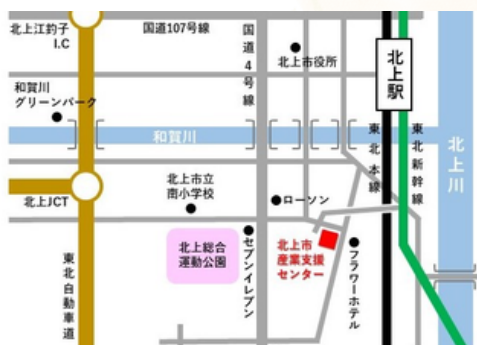 北上江釣子
I.C
国道107号線
国道4号線
北上市役所
北上駅
和賀川
グリーンパーク
和賀川
東北本線
東北新幹線
北上川
北上JCT
北上市立
南小学校
ローソン
北上総合
運動公園
セブンイレブン
北上市
産業支援
センター
フラワーホテル
東北自動車道